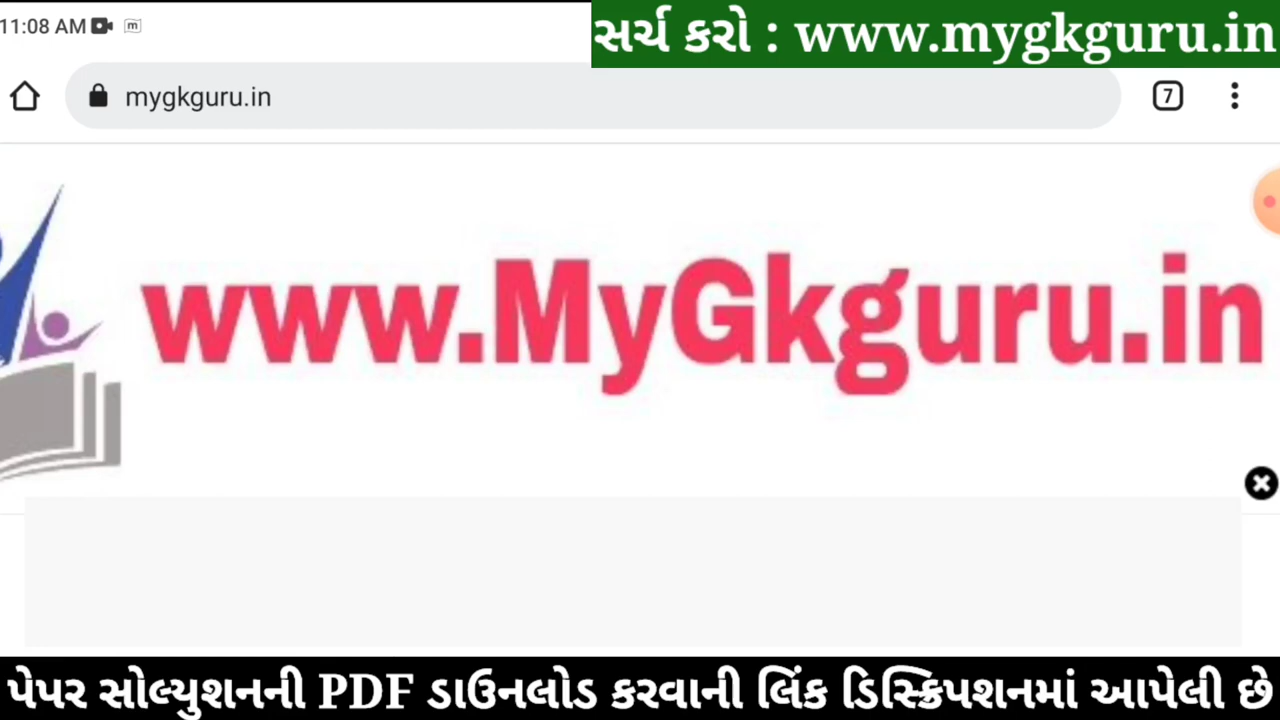 11:08 AM
સર્ચ કરો : www.mygkguru.in
mygkguru.in
7
www.MyGkguru.in
પેપર સોલ્યુશનની PDF ડાઉનલોડ કરવાની લિંક ડિસ્ક્રિપશનમાં આપેલી છે